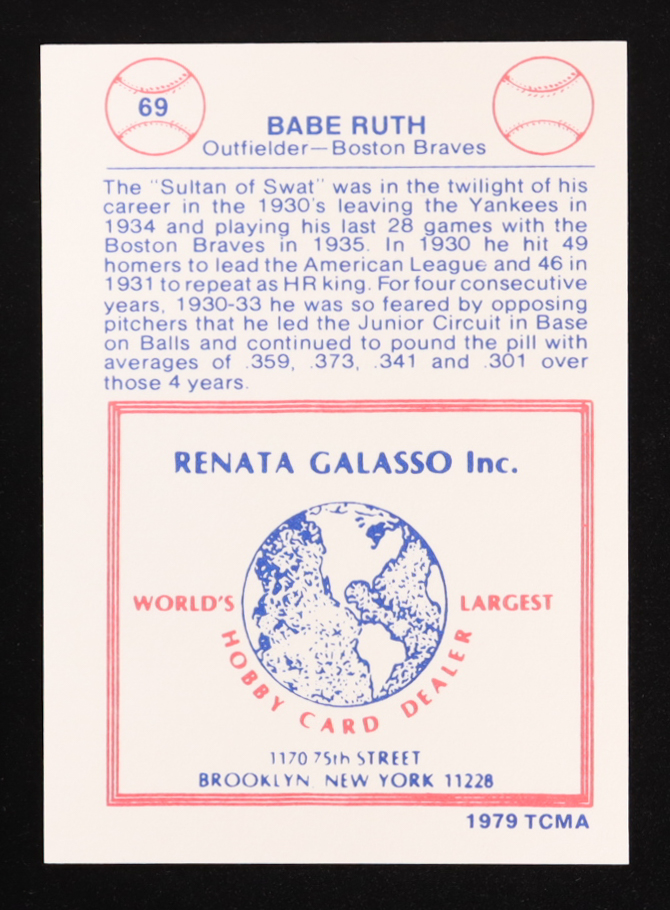 69
BABE RUTH
Outfielder—Boston Braves
The "Sultan of Swat" was in the twilight of his
career in the 1930's leaving the Yankees in
1934 and playing his last 28 games with the
Boston Braves in 1935. In 1930 he hit 49
homers to lead the American League and 46 in
1931 to repeat as HR king. For four consecutive
years, 1930-33 he was so feared by opposing
pitchers that he led the Junior Circuit in Base
on Balls and continued to pound the pill with
averages of .359, .373, .341 and .301 over
those 4 years.
RENATA GALASSO Inc.
WORLD'S LARGEST
HOBBY CARD DEALER
1170 75th STREET
BROOKLYN, NEW YORK 11228
1979 TCMA